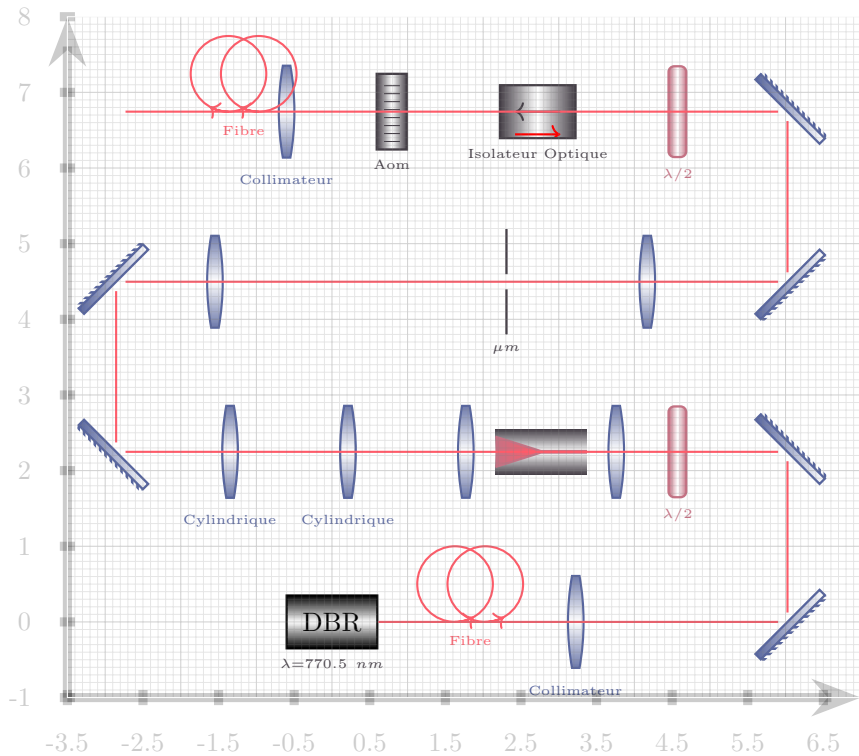 8
7
Fibre
Aom
Isolateur Optique
6
Collimateur
λ/2
5
4
μm
3
2
Cylindrique
Cylindrique
λ/2
1
0
DBR
Fibre
λ=770.5 nm
Collimateur
-1
-3.5 -2.5 -1.5 -0.5 0.5 1.5 2.5 3.5 4.5 5.5 6.5